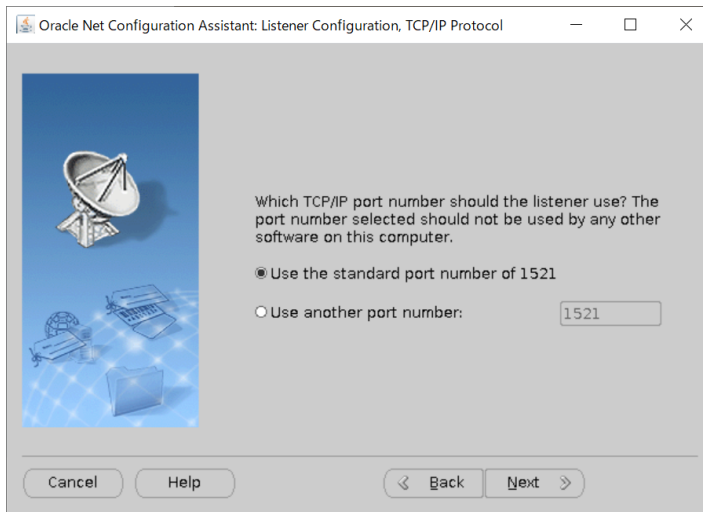 Oracle Net Configuration Assistant: Listener Configuration, TCP/IP Protocol
Which TCP/IP port number should the listener use? The
port number selected should not be used by any other
software on this computer.
Use the standard port number of 1521
Use another port number: 1521
Cancel Help Back Next